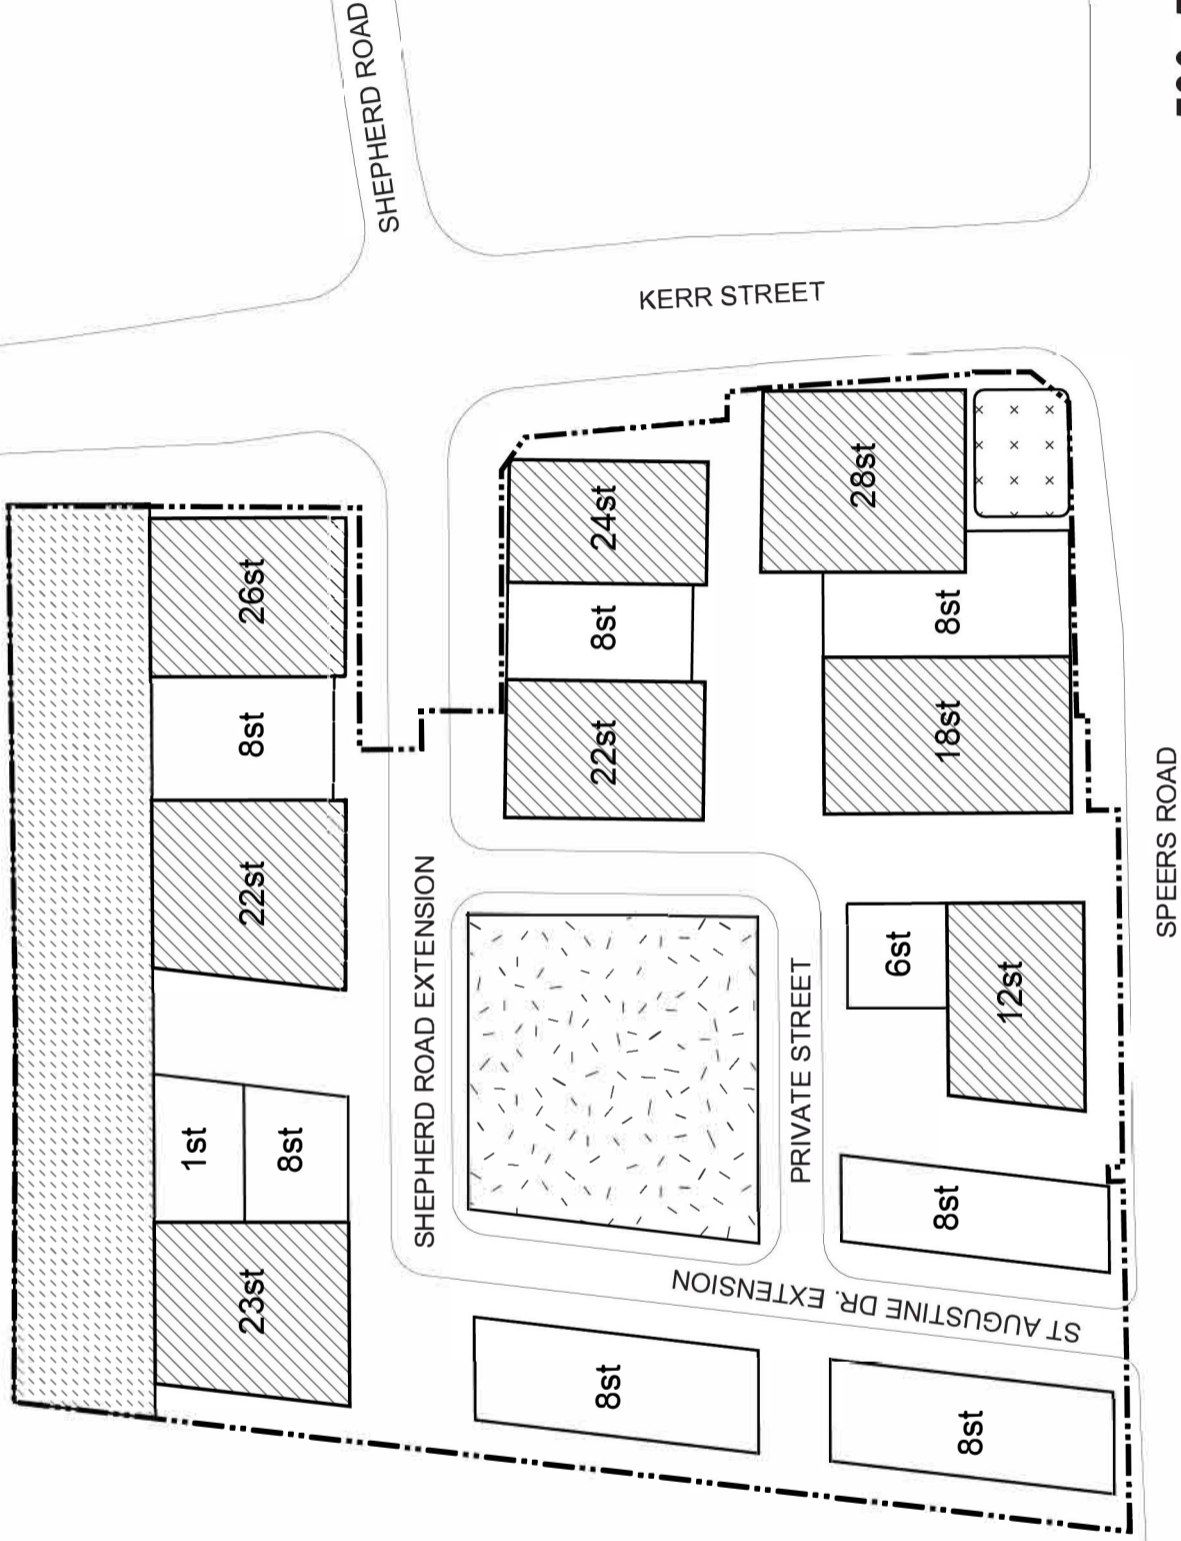 SHEPHERD ROAD
KERR STREET
26st
8st
22st
1st
8st
23st
SHEPHERD ROAD EXTENSION
24st
8st
22st
28st
8st
18st
PRIVATE STREET
6st
12st
8st
ST AUGUSTINE DR. EXTENSION
8st
8st
SPEERS ROAD